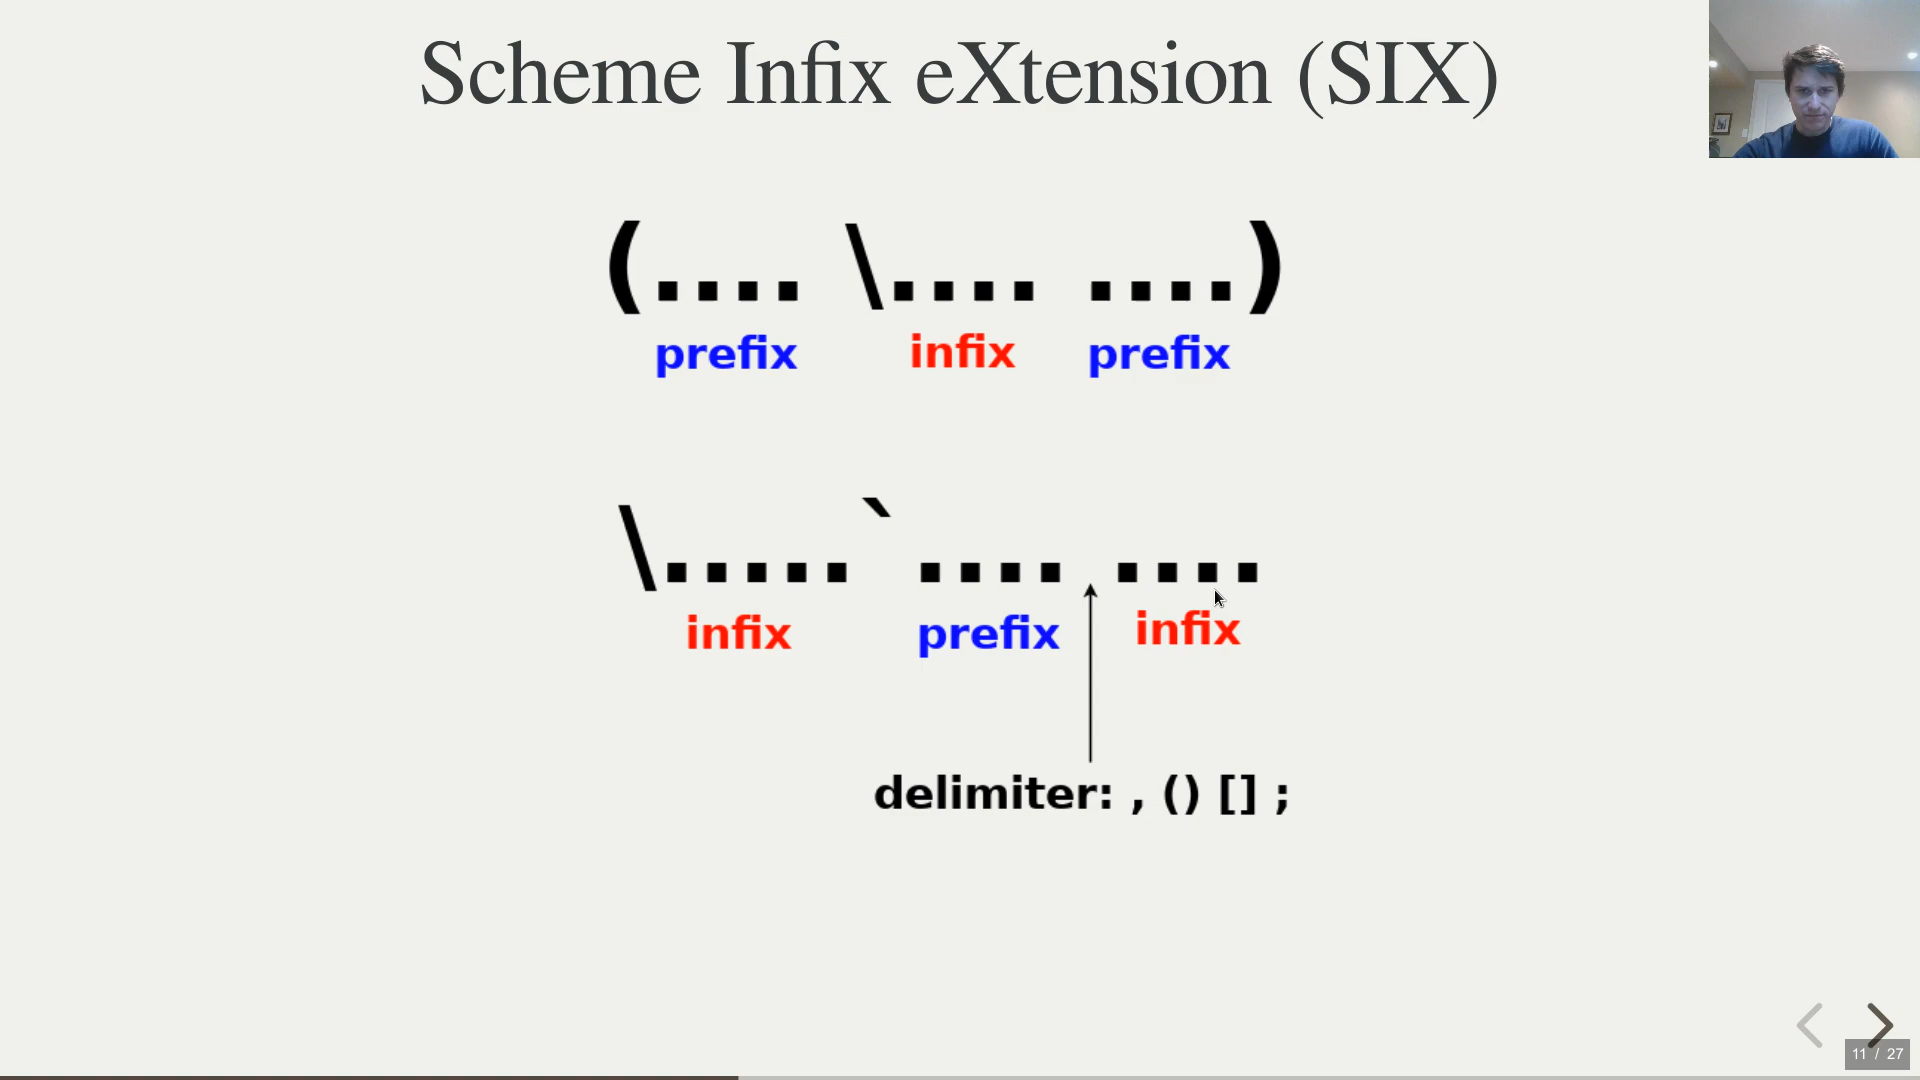 Scheme Infix eXtension (SIX)
(.... \.... ....)
prefix infix prefix
\.....` .... ....
infix prefix infix
delimiter: , () [] ;
11 / 27